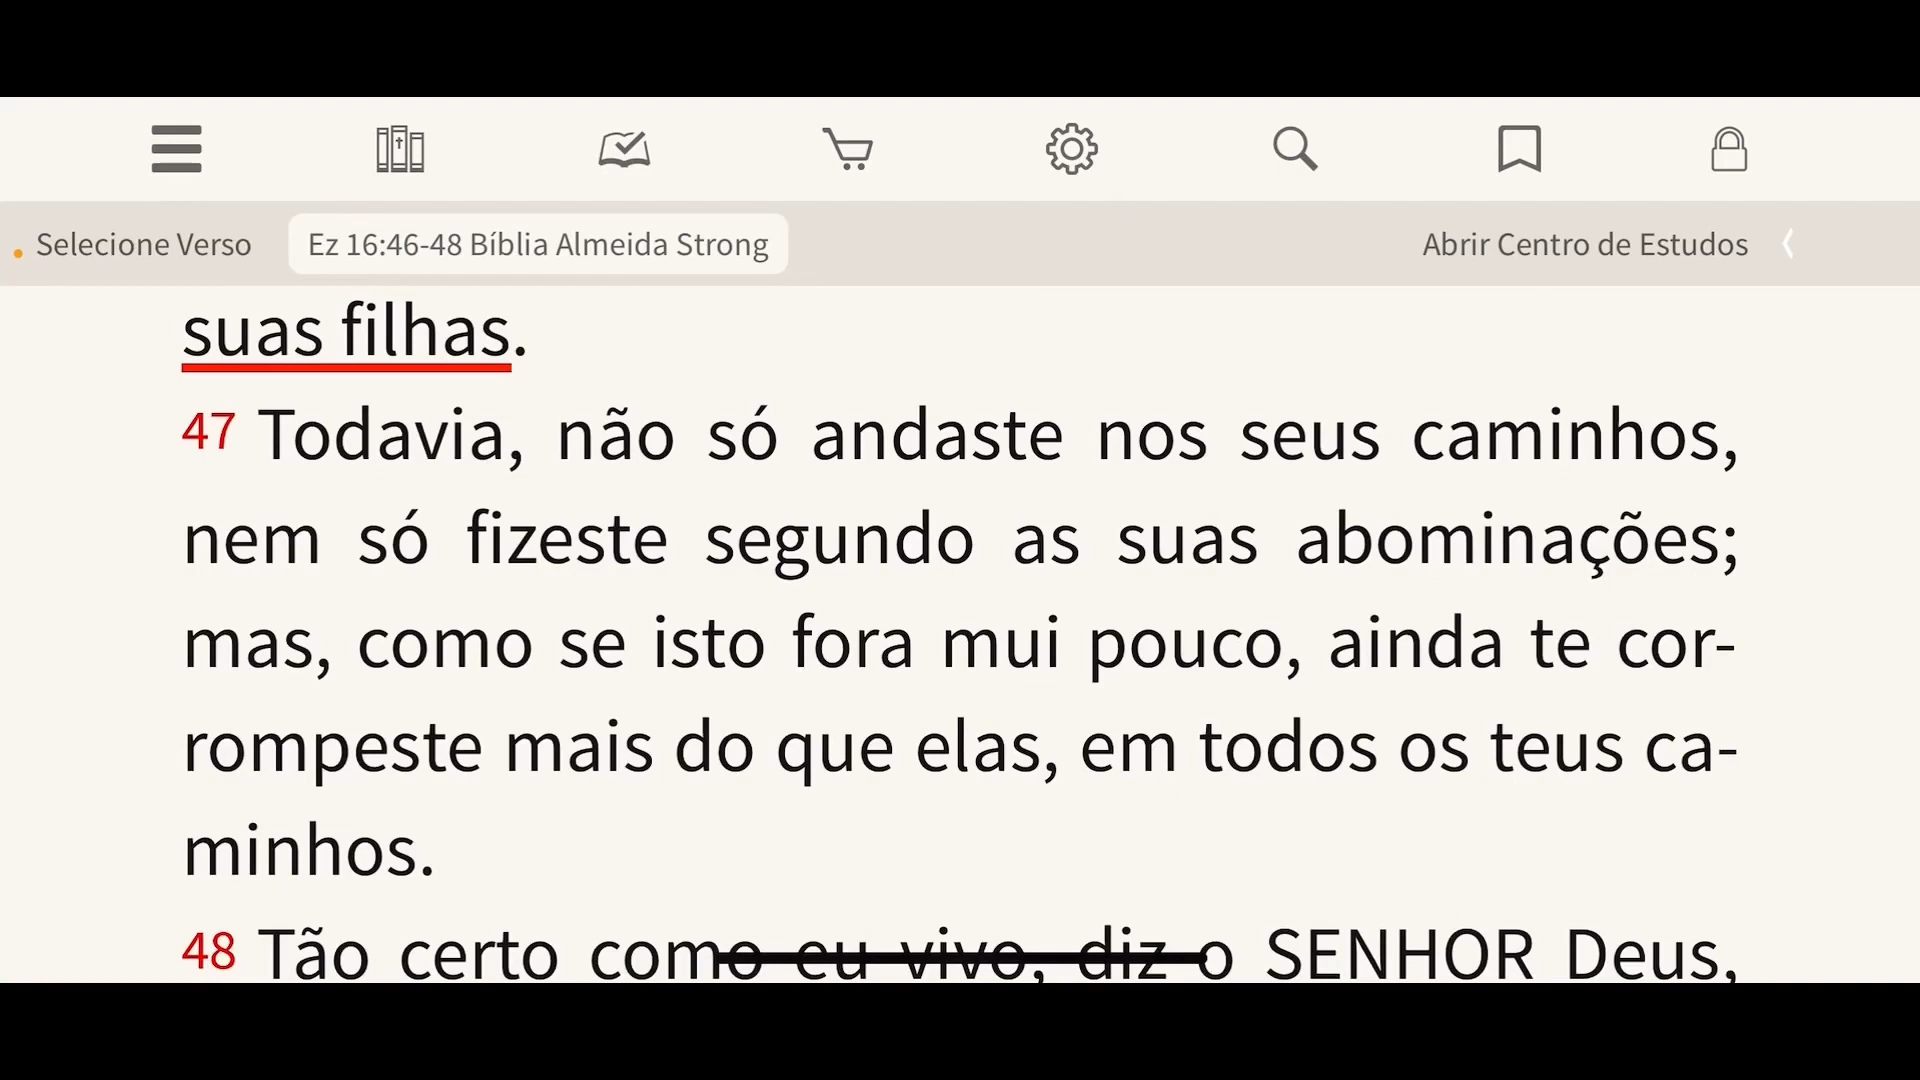 Selecione Verso Ez 16:46-48 Bíblia Almeida Strong Abrir Centro de Estudos
suas filhas.
47 Todavia, não só andaste nos seus caminhos,
nem só fizeste segundo as suas abominações;
mas, como se isto fora mui pouco, ainda te cor-
rompeste mais do que elas, em todos os teus ca-
minhos.
48 Tão certo como eu vivo, diz o SENHOR Deus,